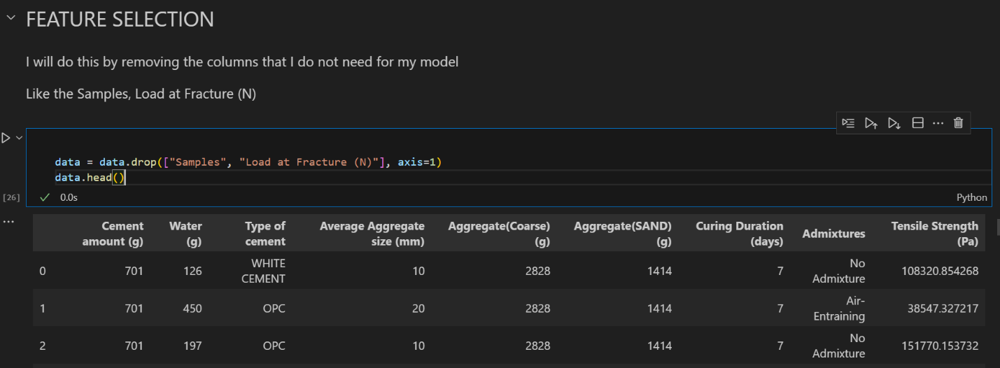 FEATURE SELECTION
I will do this by removing the columns that I do not need for my model
Like the Samples, Load at Fracture (N)
data = data.drop(["Samples", "Load at Fracture (N)"], axis=1)
data.head()
[26] 0.0s Python
Cement amount (g) Water (g) Type of cement Average Aggregate size (mm) Aggregate(Coarse) (g) Aggregate(SAND) (g) Curing Duration (days) Admixtures Tensile Strength (Pa)
0 701 126 WHITE CEMENT 10 2828 1414 7 No Admixture 108320.854268
1 701 450 OPC 20 2828 1414 7 Air-Entraining 38547.327217
2 701 197 OPC 10 2828 1414 7 No Admixture 151770.153732